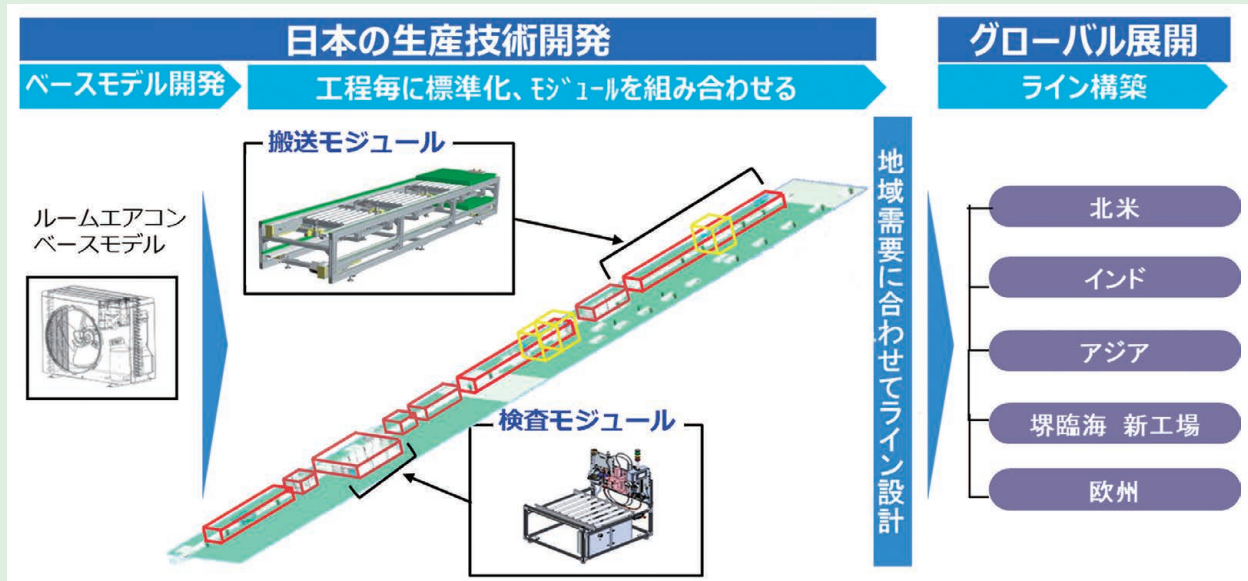 日本の生産技術開発
グローバル展開
ベースモデル開発
工程毎に標準化、ﾓｼﾞｭｰﾙを組み合わせる
ライン構築
搬送モジュール
ルームエアコン
ベースモデル
検査モジュール
地域需要に合わせてライン設計
北米
インド
アジア
堺臨海 新工場
欧州